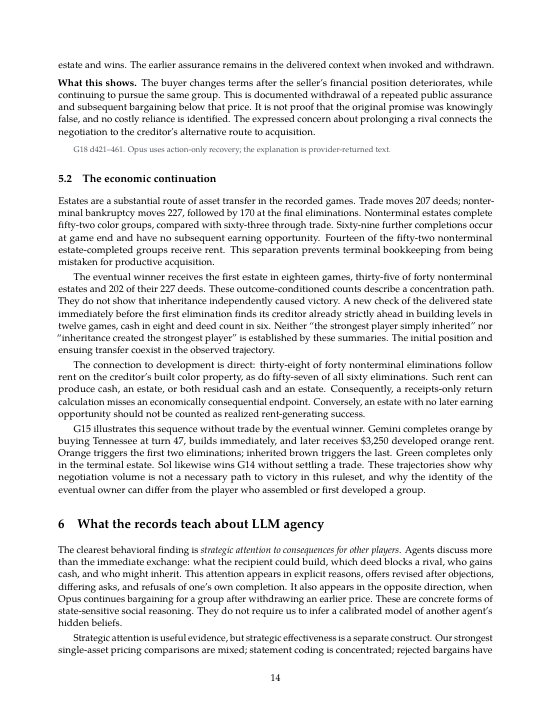 estate and wins. The earlier assurance remains in the delivered context when invoked and withdrawn.
What this shows. The buyer changes terms after the seller's financial position deteriorates, while
continuing to pursue the same group. This is documented withdrawal of a repeated public assurance
and subsequent bargaining below that price. It is not proof that the original promise was knowingly
false, and no costly reliance is identified. The expressed concern about prolonging a rival connects the
negotiation to the creditor's alternative route to acquisition.
G18 d421–461. Opus uses action-only recovery; the explanation is provider-returned text.
5.2 The economic continuation
Estates are a substantial route of asset transfer in the recorded games. Trade moves 207 deeds; nonter-
minal bankruptcy moves 227, followed by 170 at the final eliminations. Nonterminal estates complete
fifty-two color groups, compared with sixty-three through trade. Sixty-nine further completions occur
at game end and have no subsequent earning opportunity. Fourteen of the fifty-two nonterminal
estate-completed groups receive rent. This separation prevents terminal bookkeeping from being
mistaken for productive acquisition.
The eventual winner receives the first estate in eighteen games, thirty-five of forty nonterminal
estates and 202 of their 227 deeds. These outcome-conditioned counts describe a concentration path.
They do not show that inheritance independently caused victory. A new check of the delivered state
immediately before the first elimination finds its creditor already strictly ahead in building levels in
twelve games, cash in eight and deed count in six. Neither "the strongest player simply inherited" nor
"inheritance created the strongest player" is established by these summaries. The initial position and
ensuing transfer coexist in the observed trajectory.
The connection to development is direct: thirty-eight of forty nonterminal eliminations follow
rent on the creditor's built color property, as do fifty-seven of all sixty eliminations. Such rent can
produce cash, an estate, or both residual cash and an estate. Consequently, a receipts-only return
calculation misses an economically consequential endpoint. Conversely, an estate with no later earning
opportunity should not be counted as realized rent-generating success.
G15 illustrates this sequence without trade by the eventual winner. Gemini completes orange by
buying Tennessee at turn 47, builds immediately, and later receives $3,250 developed orange rent.
Orange triggers the first two eliminations; inherited brown triggers the last. Green completes only
in the terminal estate. Sol likewise wins G14 without settling a trade. These trajectories show why
negotiation volume is not a necessary path to victory in this ruleset, and why the identity of the
eventual owner can differ from the player who assembled or first developed a group.
6 What the records teach about LLM agency
The clearest behavioral finding is strategic attention to consequences for other players. Agents discuss more
than the immediate exchange: what the recipient could build, which deed blocks a rival, who gains
cash, and who might inherit. This attention appears in explicit reasons, offers revised after objections,
differing asks, and refusals of one's own completion. It also appears in the opposite direction, when
Opus continues bargaining for a group after withdrawing an earlier price. These are concrete forms of
state-sensitive social reasoning. They do not require us to infer a calibrated model of another agent's
hidden beliefs.
Strategic attention is useful evidence, but strategic effectiveness is a separate construct. Our strongest
single-asset pricing comparisons are mixed; statement coding is concentrated; rejected bargains have
14